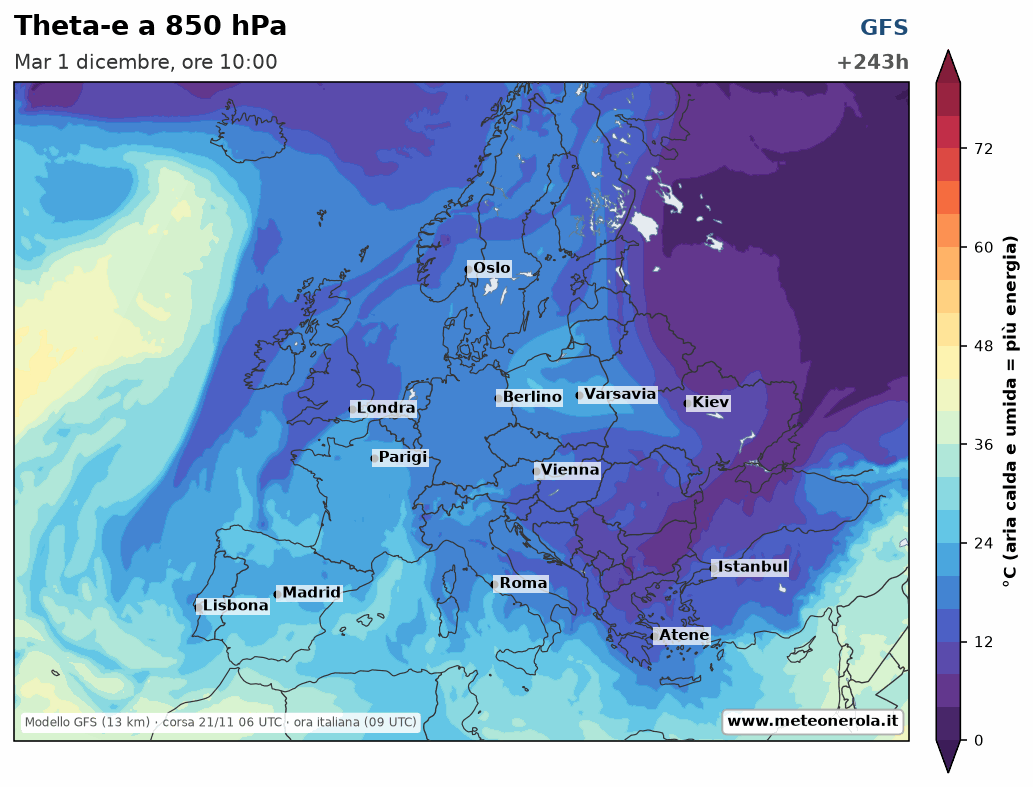 Theta-e a 850 hPa
GFS
Mar 1 dicembre, ore 10:00
+243h
Oslo
Berlino
Varsavia
Londra
Kiev
Parigi
Vienna
Istanbul
Roma
Madrid
Lisbona
Atene
Modello GFS (13 km) · corsa 21/11 06 UTC · ora italiana (09 UTC)
www.meteonerola.it
72
60
48
36
24
12
0
°C (aria calda e umida = più energia)